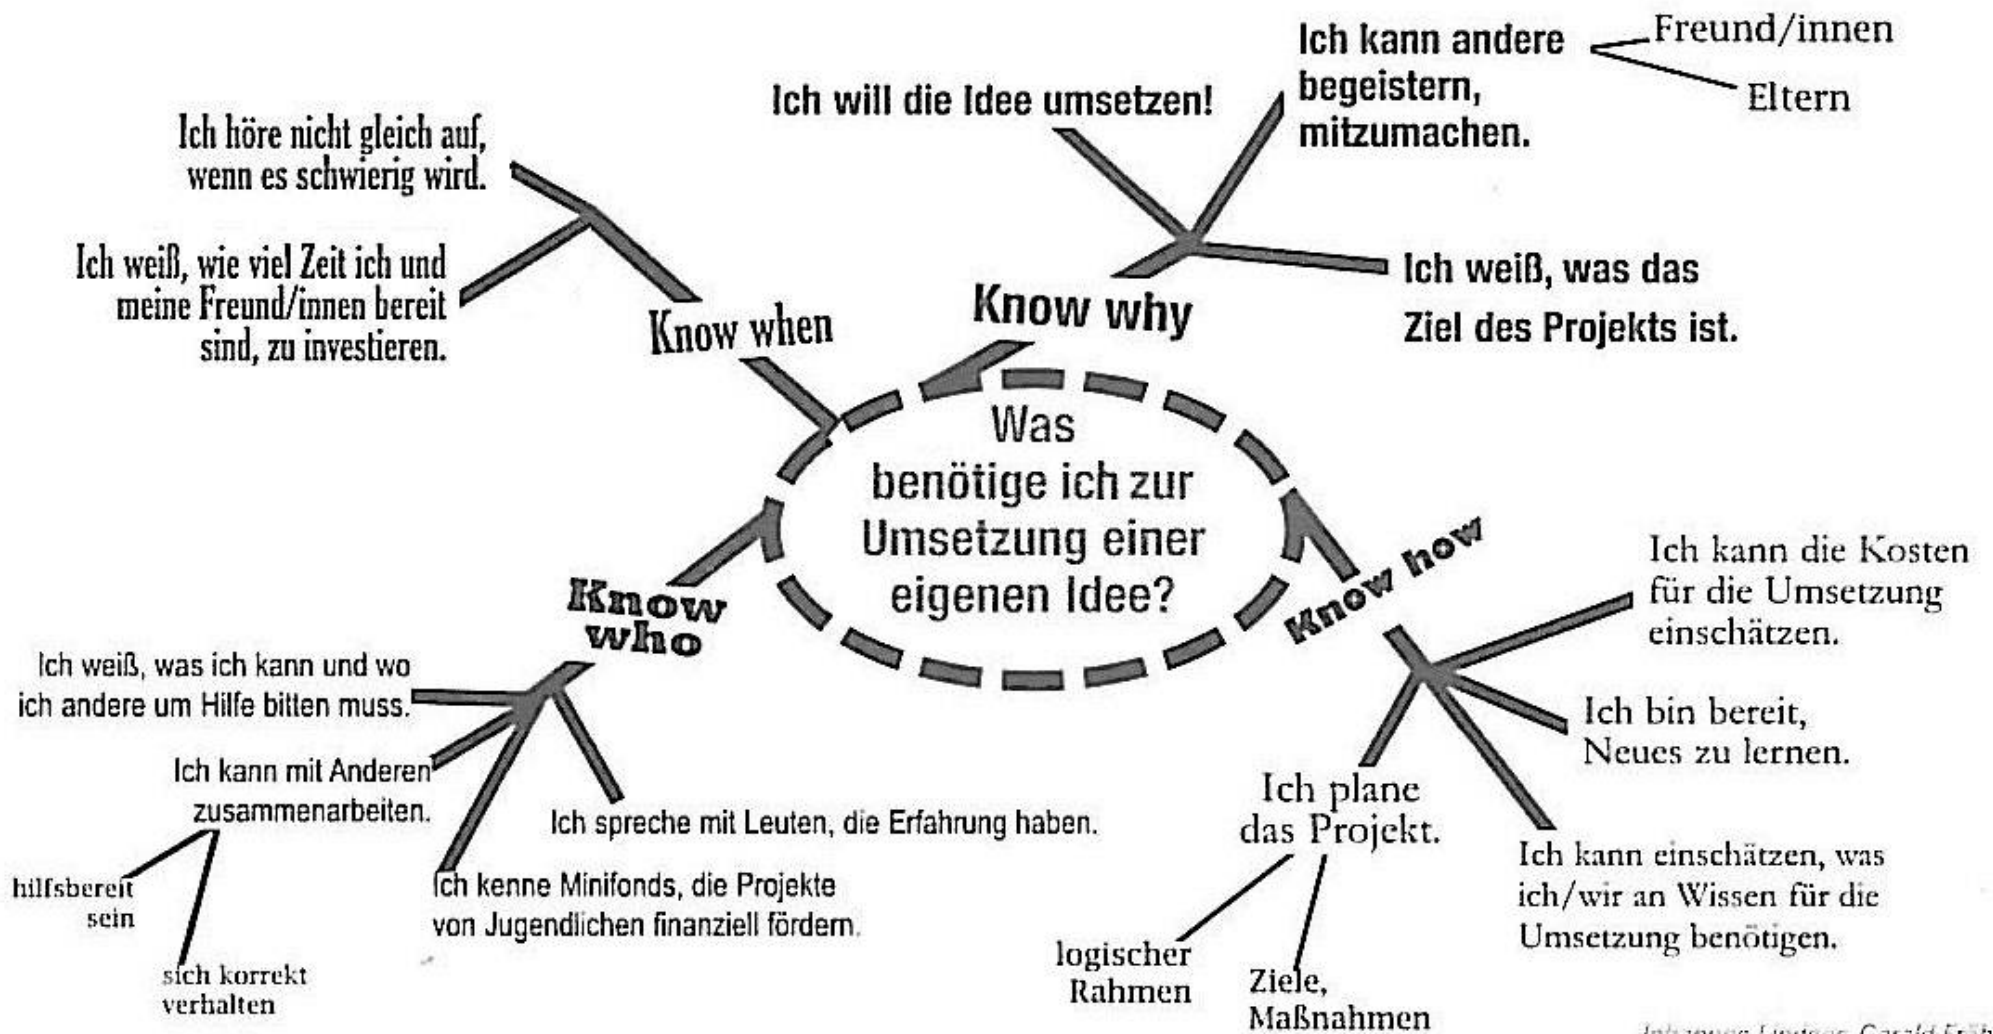 Was
benötige ich zur
Umsetzung einer
eigenen Idee?
Know why
Ich will die Idee umsetzen!
Ich kann andere
begeistern,
mitzumachen.
Freund/innen
Eltern
Ich weiß, was das
Ziel des Projekts ist.
Know how
Ich kann die Kosten
für die Umsetzung
einschätzen.
Ich bin bereit,
Neues zu lernen.
Ich kann einschätzen, was
ich/wir an Wissen für die
Umsetzung benötigen.
Ich plane
das Projekt.
logischer
Rahmen
Ziele,
Maßnahmen
Know
who
Ich weiß, was ich kann und wo
ich andere um Hilfe bitten muss.
Ich kann mit Anderen
zusammenarbeiten.
hilfsbereit
sein
sich korrekt
verhalten
Ich kenne Minifonds, die Projekte
von Jugendlichen finanziell fördern.
Ich spreche mit Leuten, die Erfahrung haben.
Know when
Ich höre nicht gleich auf,
wenn es schwierig wird.
Ich weiß, wie viel Zeit ich und
meine Freund/innen bereit
sind, zu investieren.